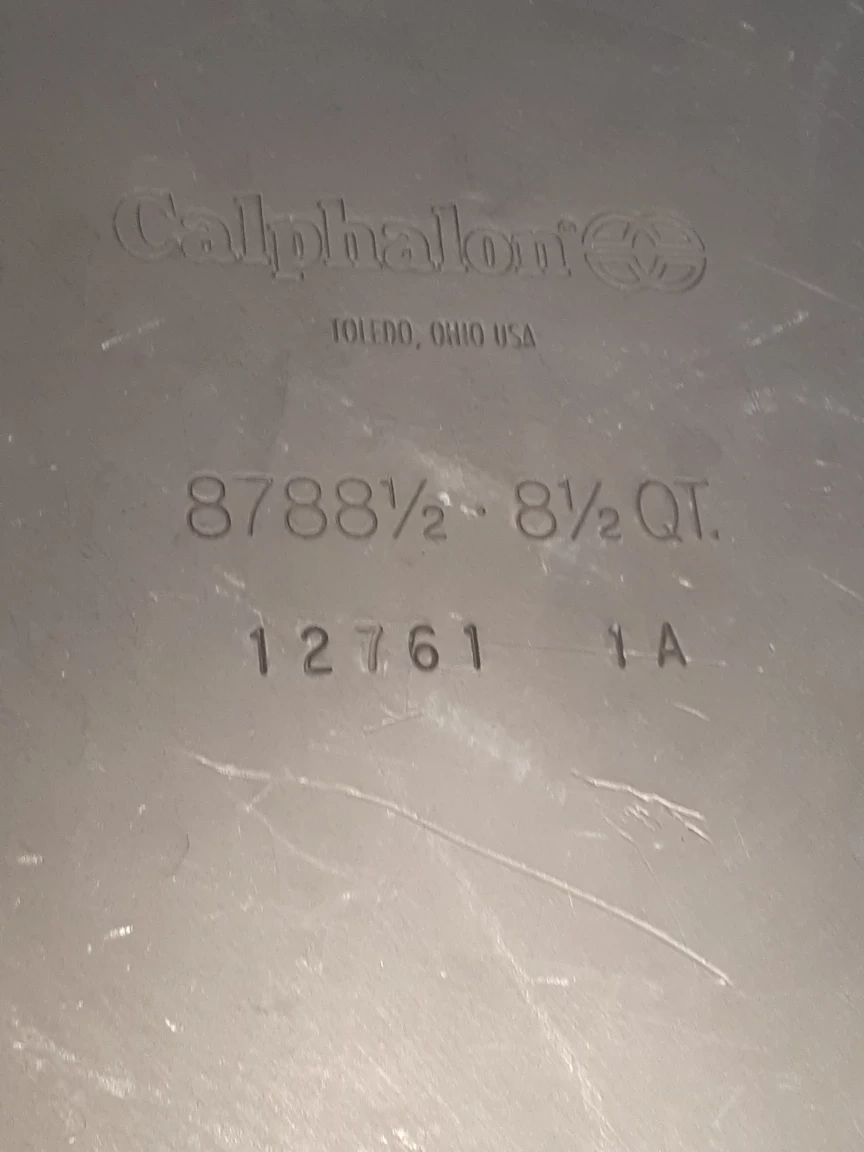 Calphalon®
TOLEDO, OHIO USA
8788½ · 8½ QT.
12761 1A